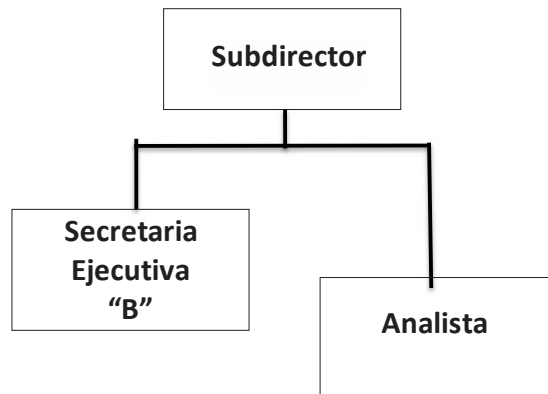 Subdirector
Secretaria
Ejecutiva
“B”
Analista